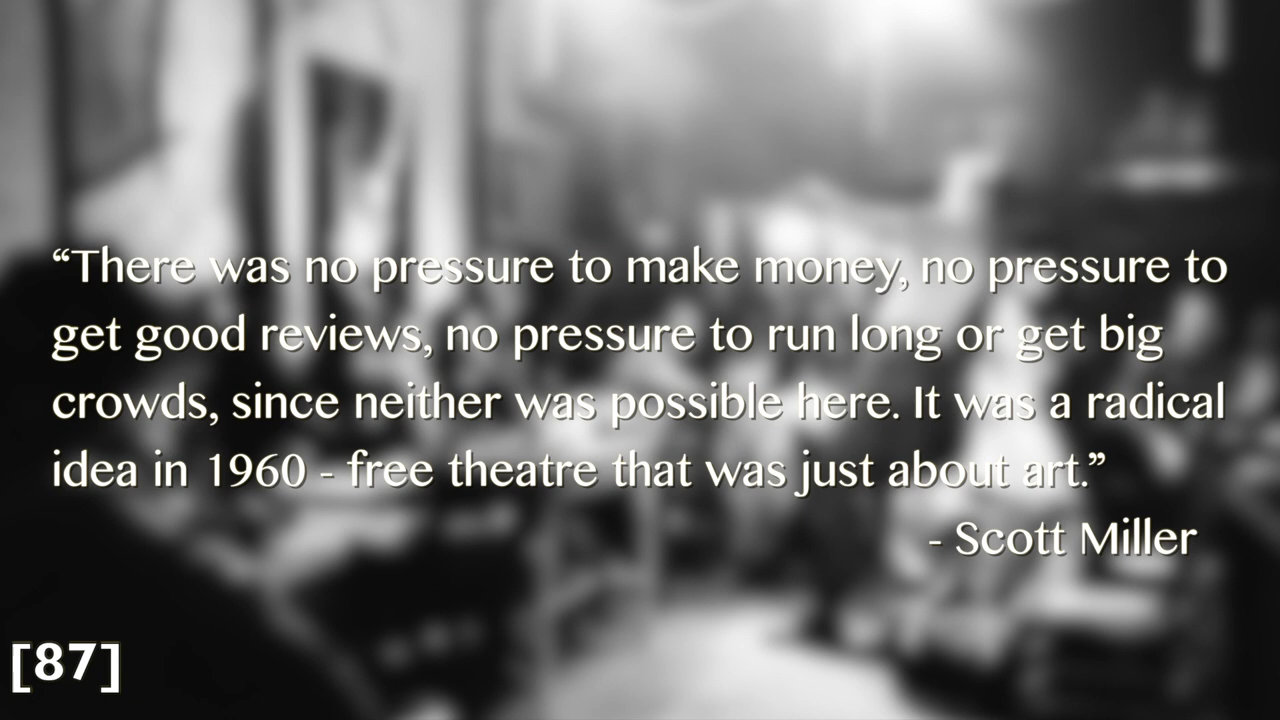 “There was no pressure to make money, no pressure to
get good reviews, no pressure to run long or get big
crowds, since neither was possible here. It was a radical
idea in 1960 - free theatre that was just about art.”
- Scott Miller
[87]